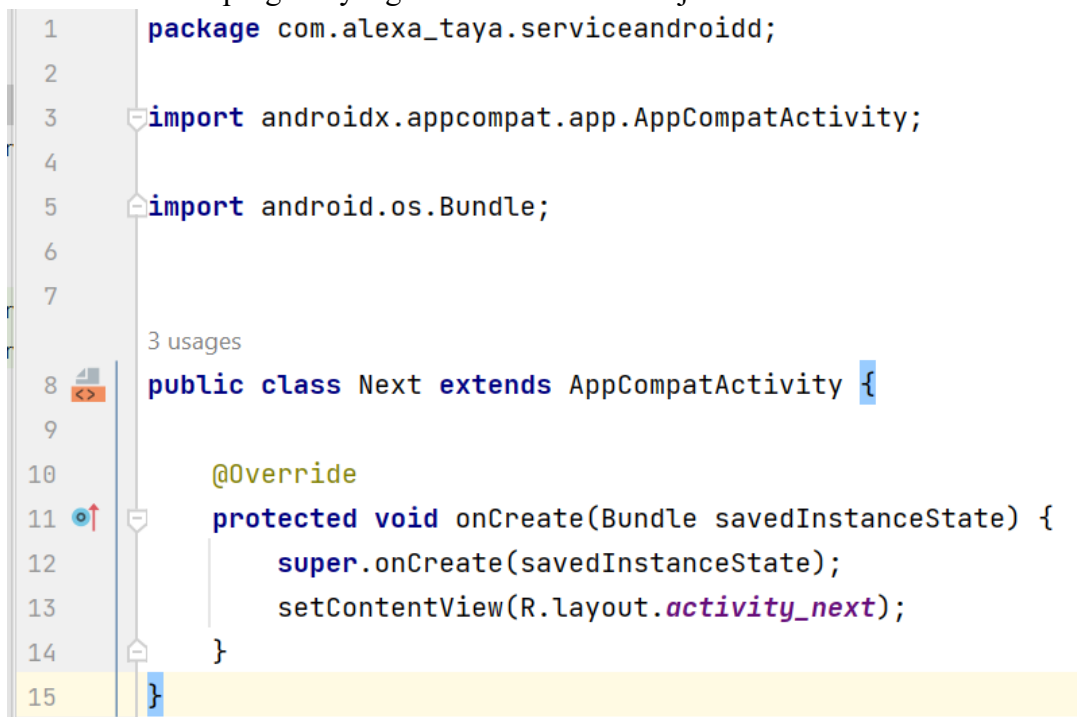 1 package com.alexa_taya.serviceandroidd;
2
3 import androidx.appcompat.app.AppCompatActivity;
4
5 import android.os.Bundle;
6
7
3 usages
8 public class Next extends AppCompatActivity {
9
10 @Override
11 protected void onCreate(Bundle savedInstanceState) {
12 super.onCreate(savedInstanceState);
13 setContentView(R.layout.activity_next);
14 }
15 }